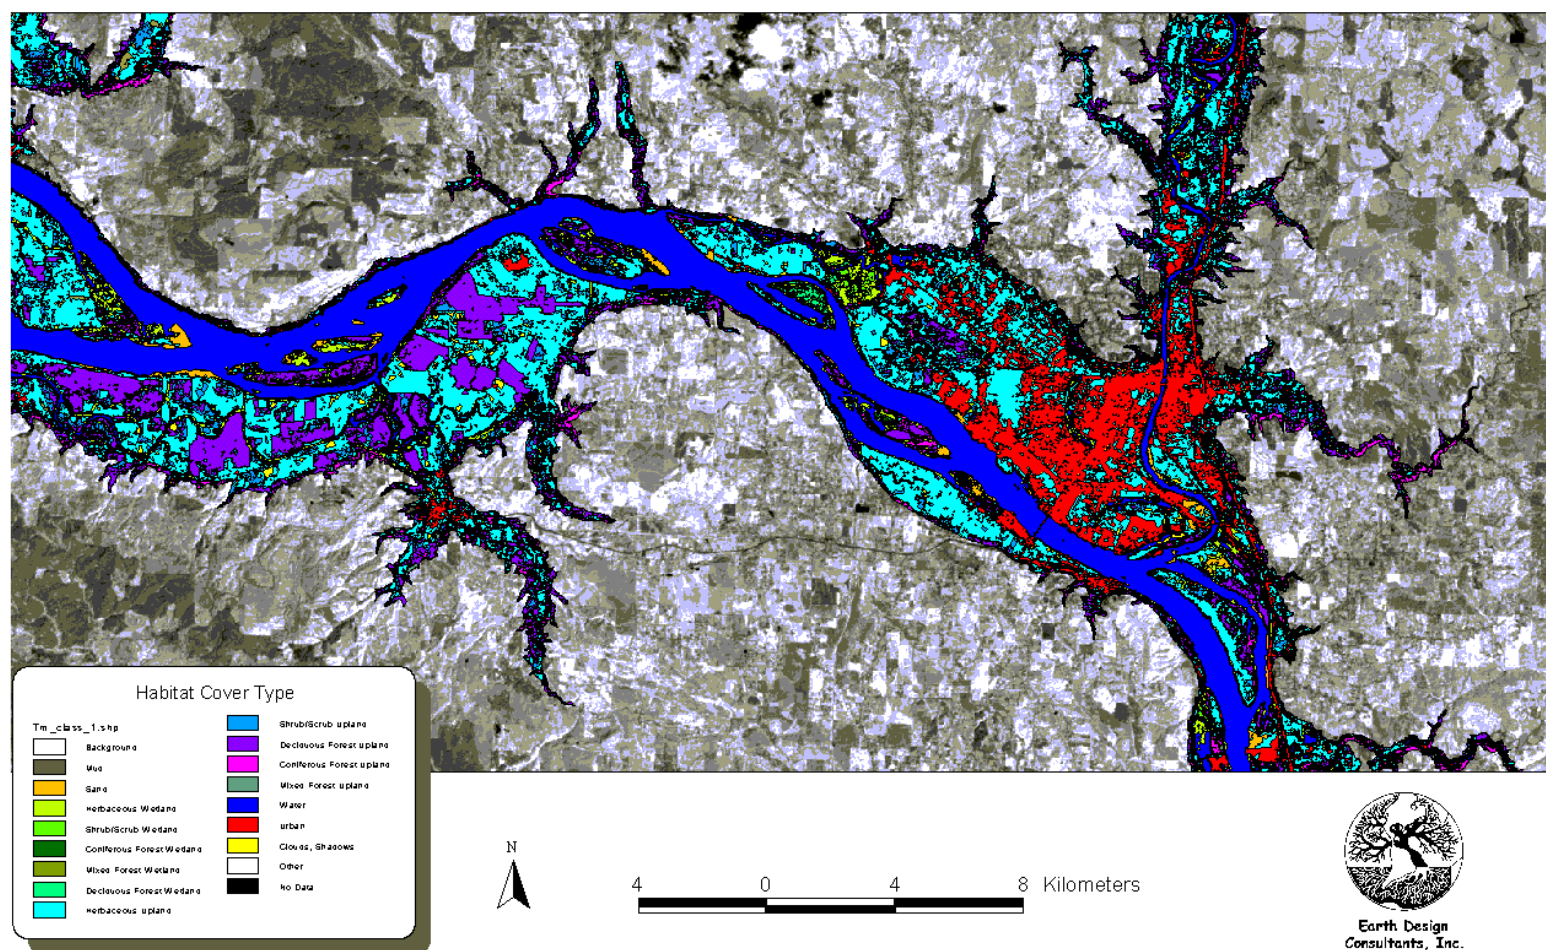 Habitat Cover Type
Tm_class_1.shp
Background
Mud
Sand
Herbaceous Wetland
Shrub/Scrub Wetland
Coniferous Forest Wetland
Mixed Forest Wetland
Deciduous Forest Wetland
Herbaceous upland
Shrub/Scrub upland
Deciduous Forest upland
Coniferous Forest upland
Mixed Forest upland
Water
urban
Clouds, Shadows
Other
No Data
N
4 0 4 8 Kilometers
Earth Design
Consultants, Inc.